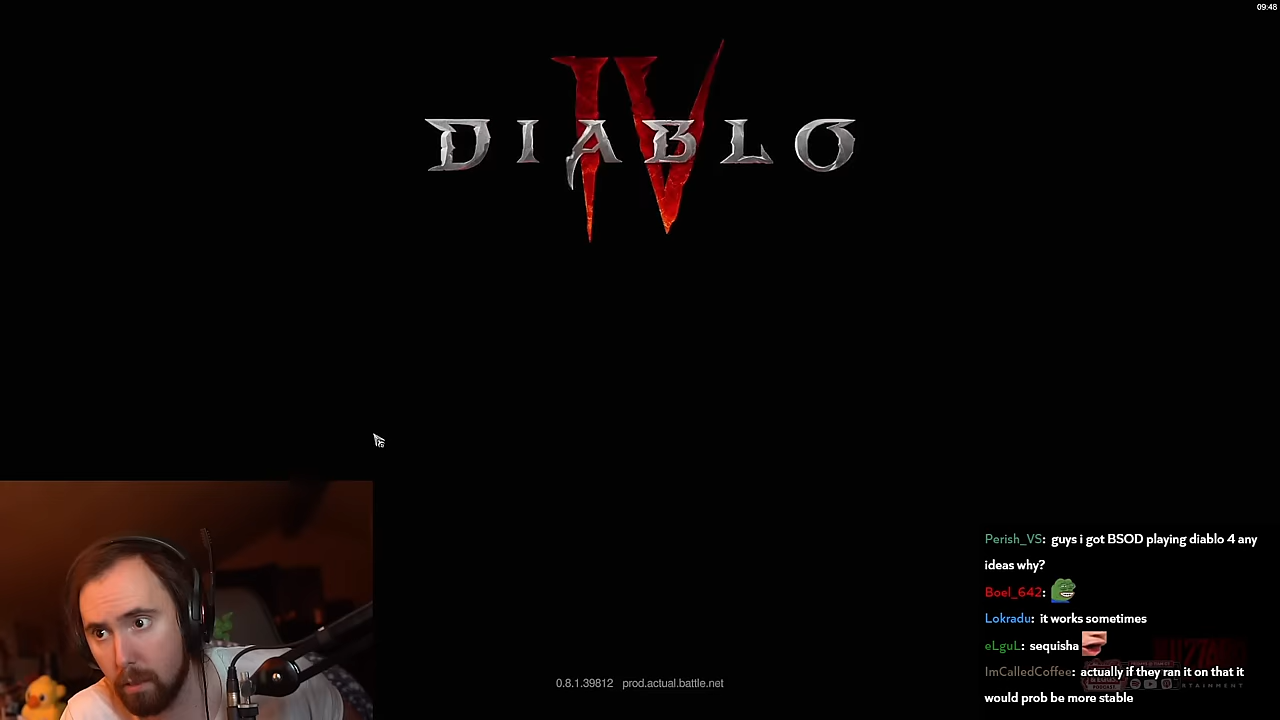 09:48
IV
DIABLO
Perish_VS: guys i got BSOD playing diablo 4 any
ideas why?
Boel_642:
Lokradu: it works sometimes
eLguL: sequisha
ImCalledCoffee: actually if they ran it on that it
would prob be more stable
0.8.1.39812 prod.actual.battle.net